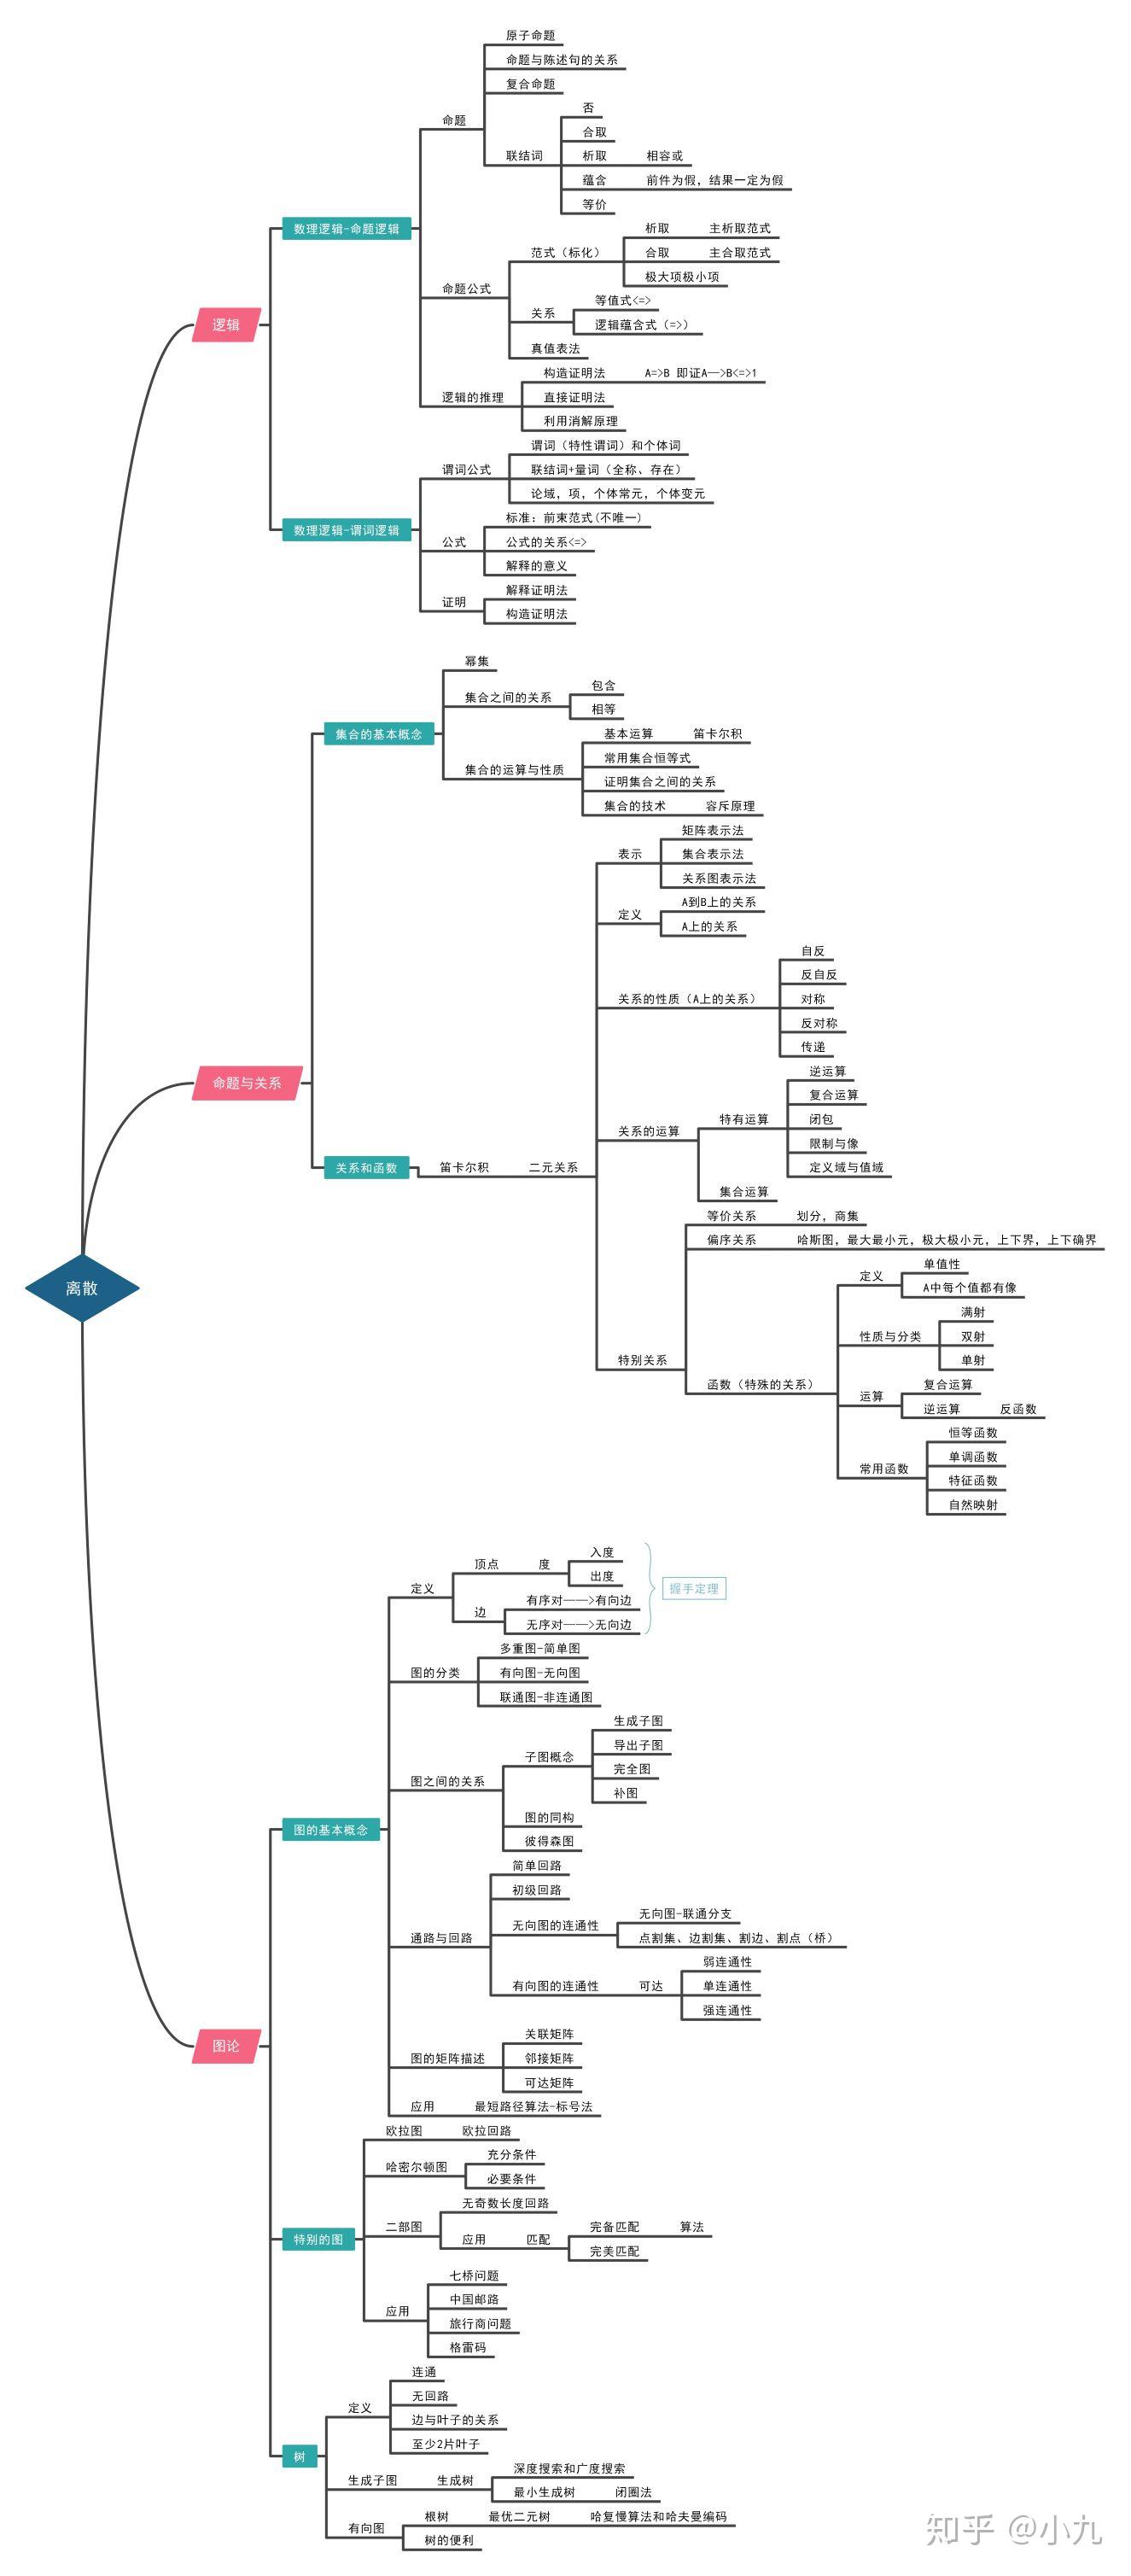 原子命题
命题与陈述句的关系
复合命题
否
命题
合取
联结词
析取 相容或
蕴含 前件为假，结果一定为假
等价
数理逻辑-命题逻辑
析取 主析取范式
范式（标化）
合取 主合取范式
极大项极小项
命题公式
等值式<=>
关系
逻辑蕴含式（=>）
逻辑
真值表法
构造证明法 A=>B 即证A—>B<=>1
逻辑的推理
直接证明法
利用消解原理
谓词（特性谓词）和个体词
谓词公式
联结词+量词（全称、存在）
论域，项，个体常元，个体变元
数理逻辑-谓词逻辑
标准：前束范式(不唯一)
公式
公式的关系<=>
解释的意义
解释证明法
证明
构造证明法
幂集
包含
集合之间的关系
相等
集合的基本概念
基本运算 笛卡尔积
常用集合恒等式
集合的运算与性质
证明集合之间的关系
集合的技术 容斥原理
矩阵表示法
表示
集合表示法
关系图表示法
A到B上的关系
定义
A上的关系
自反
反自反
关系的性质（A上的关系）
对称
反对称
传递
命题与关系
逆运算
复合运算
特有运算
闭包
关系的运算
限制与像
定义域与值域
关系和函数
笛卡尔积 二元关系
集合运算
等价关系 划分，商集
偏序关系 哈斯图，最大最小元，极大极小元，上下界，上下确界
单值性
定义
A中每个值都有像
离散
满射
性质与分类
双射
特别关系
单射
函数（特殊的关系）
复合运算
运算
逆运算 反函数
恒等函数
单调函数
常用函数
特征函数
自然映射
入度
顶点 度
出度
定义
握手定理
有序对——>有向边
边
无序对——>无向边
多重图-简单图
图的分类
有向图-无向图
联通图-非连通图
生成子图
导出子图
子图概念
完全图
图之间的关系
补图
图的同构
图的基本概念
彼得森图
简单回路
初级回路
无向图-联通分支
无向图的连通性
点割集、边割集、割边、割点（桥）
通路与回路
弱连通性
有向图的连通性 可达
单连通性
强连通性
图论
关联矩阵
图的矩阵描述
邻接矩阵
可达矩阵
应用 最短路径算法-标号法
欧拉图 欧拉回路
充分条件
哈密尔顿图
必要条件
无奇数长度回路
二部图
完备匹配 算法
应用 匹配
特别的图
完美匹配
七桥问题
中国邮路
应用
旅行商问题
格雷码
连通
无回路
定义
边与叶子的关系
至少2片叶子
树
深度搜索和广度搜索
生成子图 生成树
最小生成树 闭圈法
根树 最优二元树 哈复慢算法和哈夫曼编码
有向图
树的便利
知乎 @小九